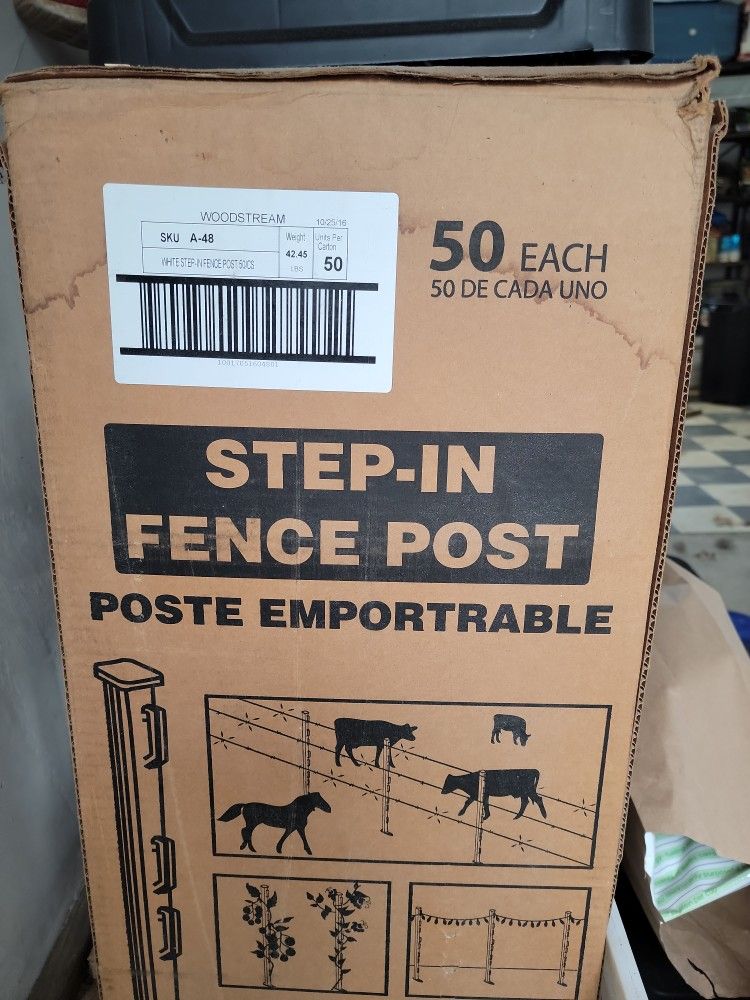 WOODSTREAM
10/25/16
SKU A-48
Weight
42.45
LBS
Units Per
Carton
50
WHITE STEP-IN FENCE POST 50/CS
50 EACH
50 DE CADA UNO
STEP-IN
FENCE POST
POSTE EMPORTRABLE